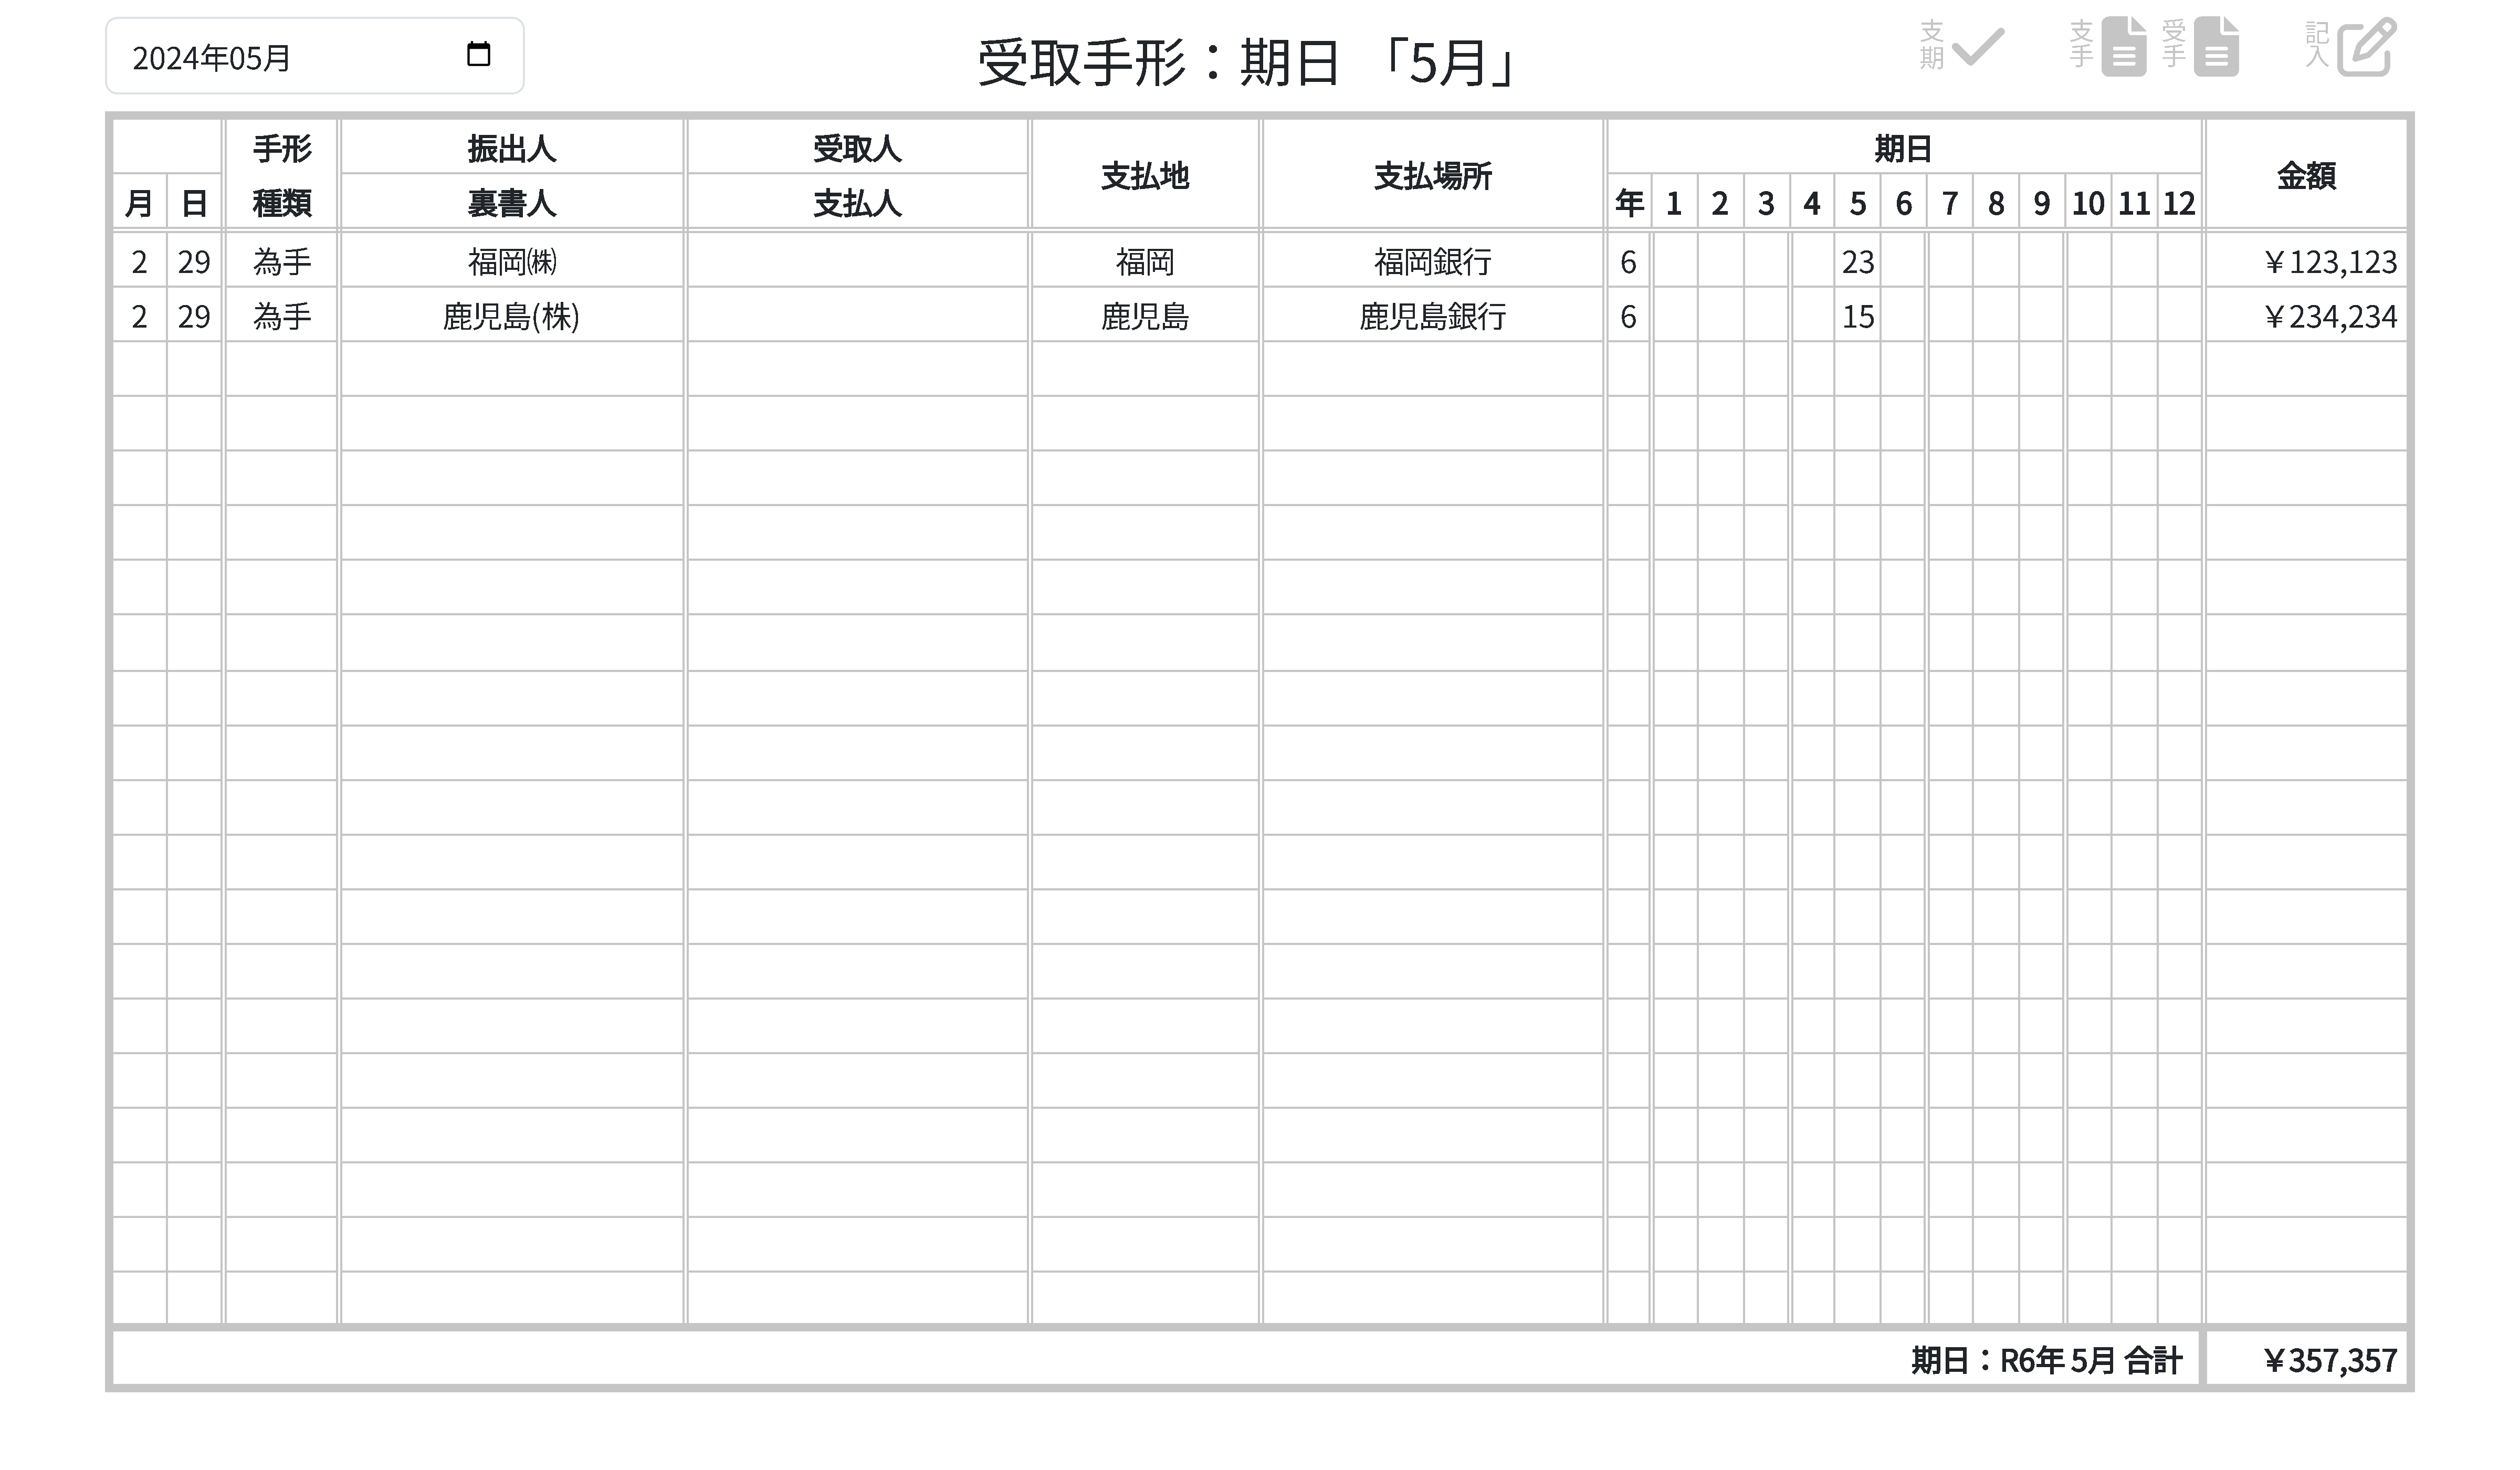 2024年05月
受取手形：期日 「5月」
支期
支手
受手
記入
手形 振出人 受取人 支払地 支払場所 期日 金額
月 日 種類 裏書人 支払人 年 1 2 3 4 5 6 7 8 9 10 11 12
2 29 為手 福岡㈱ 福岡 福岡銀行 6 23 ￥123,123
2 29 為手 鹿児島(株) 鹿児島 鹿児島銀行 6 15 ￥234,234
期日：R6年 5月 合計 ￥357,357